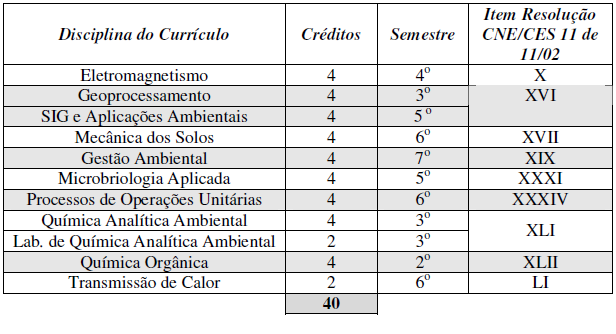 Disciplina do Currículo Créditos Semestre Item Resolução CNE/CES 11 de 11/02
Eletromagnetismo 4 4º X
Geoprocessamento 4 3º XVI
SIG e Aplicações Ambientais 4 5º
Mecânica dos Solos 4 6º XVII
Gestão Ambiental 4 7º XIX
Microbriologia Aplicada 4 5º XXXI
Processos de Operações Unitárias 4 6º XXXIV
Química Analítica Ambiental 4 3º XLI
Lab. de Química Analítica Ambiental 2 3º
Química Orgânica 4 2º XLII
Transmissão de Calor 2 6º LI
40